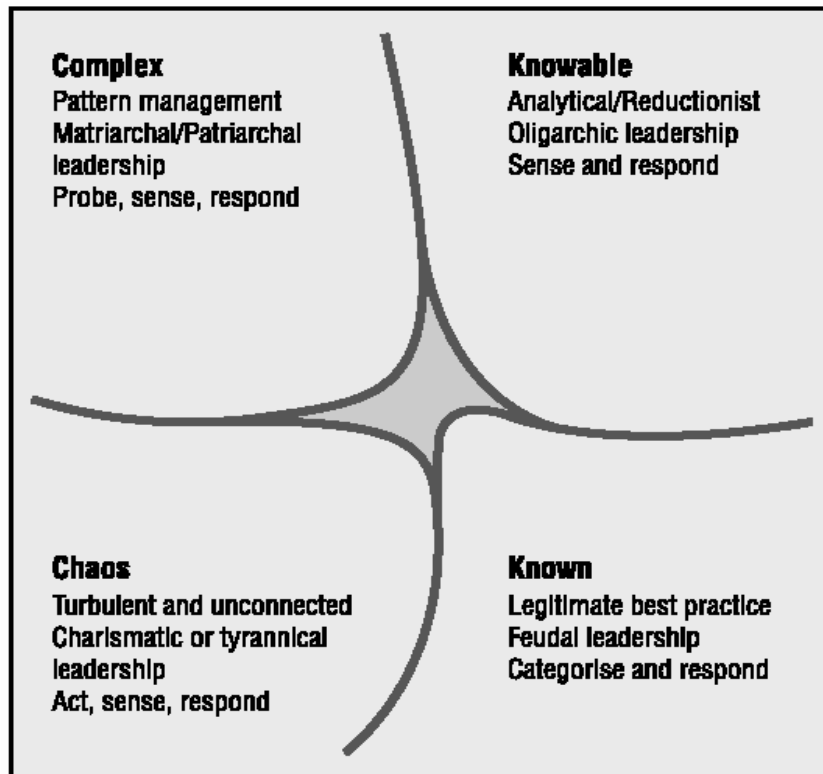 Complex
Pattern management
Matriarchal/Patriarchal
leadership
Probe, sense, respond
Knowable
Analytical/Reductionist
Oligarchic leadership
Sense and respond
Chaos
Turbulent and unconnected
Charismatic or tyrannical
leadership
Act, sense, respond
Known
Legitimate best practice
Feudal leadership
Categorise and respond